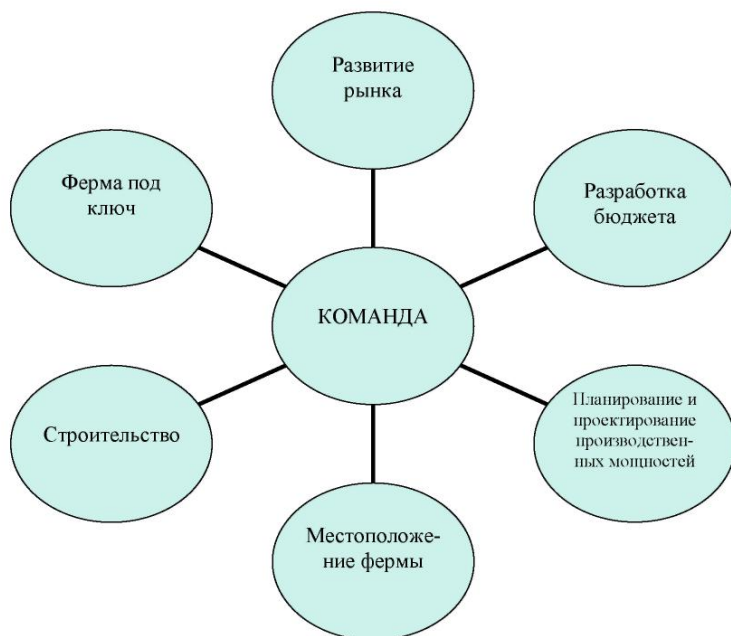 Развитие
рынка
Ферма под
ключ
Разработка
бюджета
КОМАНДА
Строительство
Планирование и
проектирование
производствен-
ных мощностей
Местоположе-
ние фермы